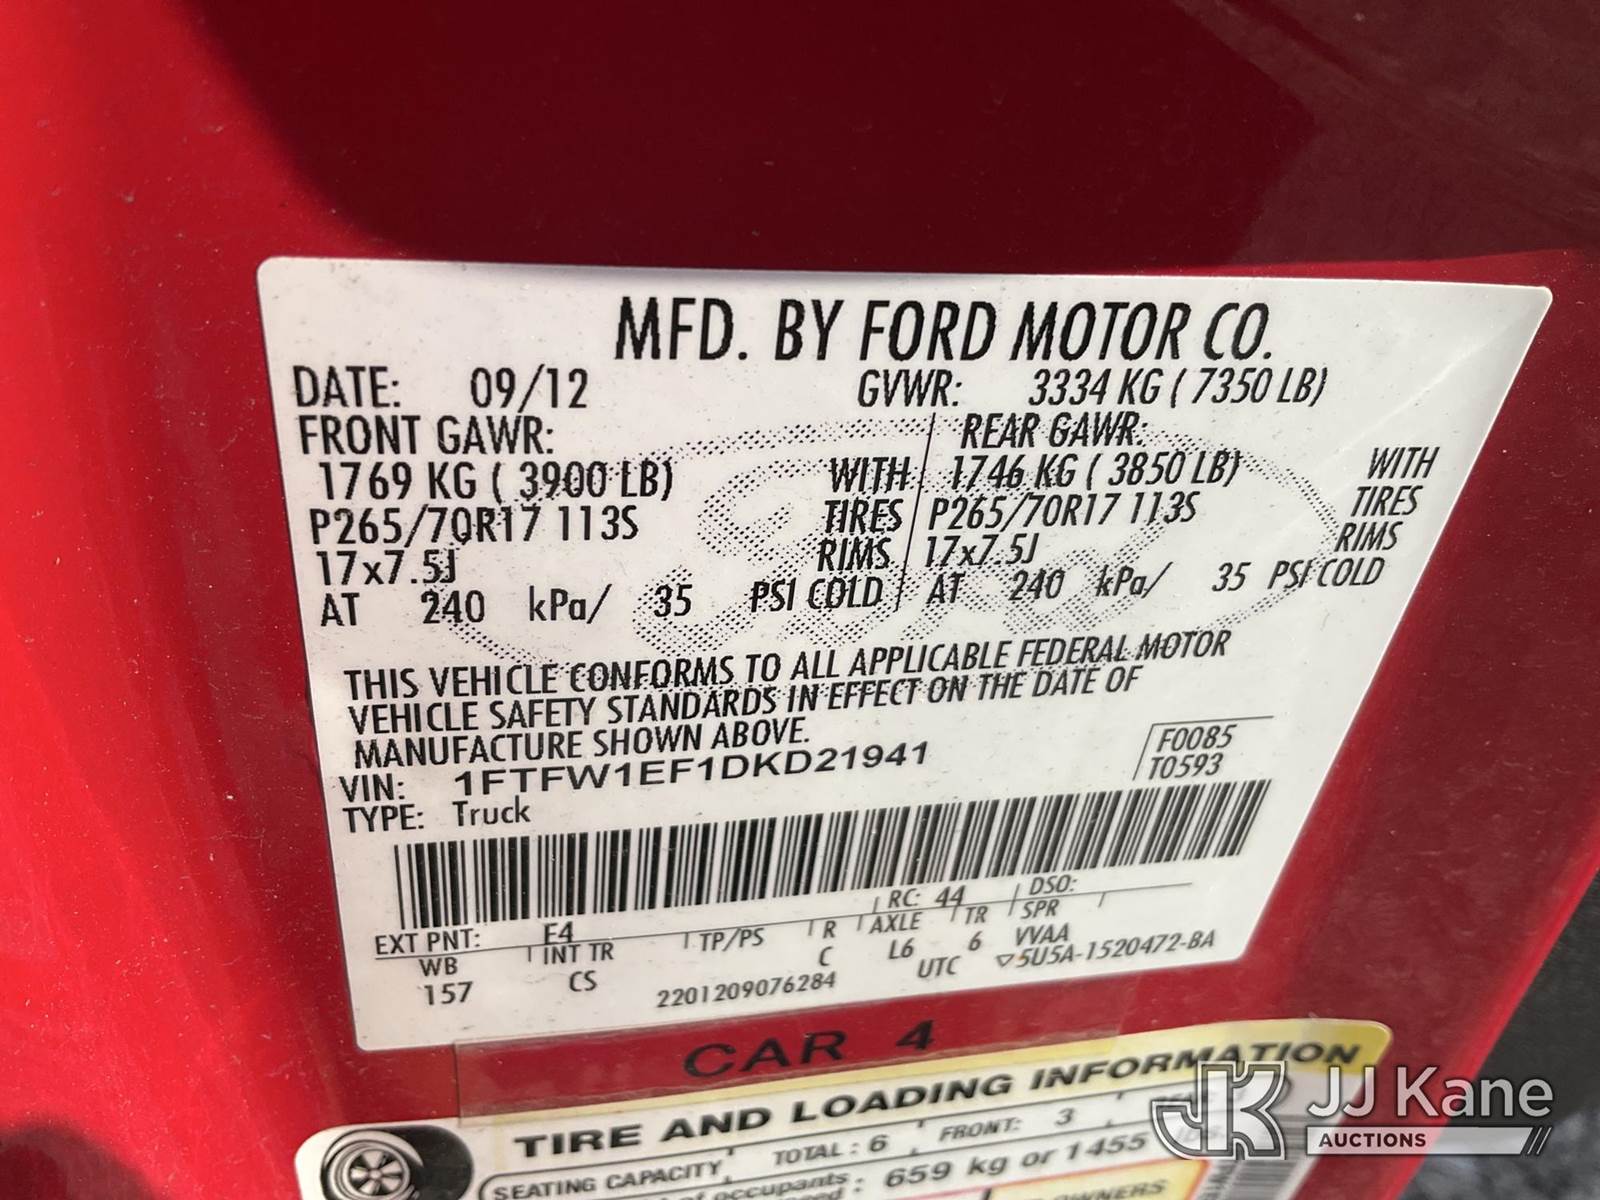 MFD. BY FORD MOTOR CO.
DATE: 09/12 GVWR: 3334 KG ( 7350 LB)
FRONT GAWR: REAR GAWR:
1769 KG ( 3900 LB) WITH 1746 KG ( 3850 LB) WITH
P265/70R17 113S TIRES P265/70R17 113S TIRES
17x7.5J RIMS 17x7.5J RIMS
AT 240 kPa/ 35 PSI COLD AT 240 kPa/ 35 PSI COLD
THIS VEHICLE CONFORMS TO ALL APPLICABLE FEDERAL MOTOR
VEHICLE SAFETY STANDARDS IN EFFECT ON THE DATE OF
MANUFACTURE SHOWN ABOVE.
VIN: 1FTFW1EF1DKD21941 F0085
TYPE: Truck T0593
EXT PNT: E4 RC: 44 DSO:
WB INT TR TP/PS R AXLE TR SPR
157 CS C L6 6 VVAA
2201209076284 UTC ▽5U5A-1520472-BA
CAR 4
TIRE AND LOADING INFORMATION
SEATING CAPACITY TOTAL : 6 FRONT: 3
occupants : 659 kg or 1455
OWNERS
JJ Kane
AUCTIONS